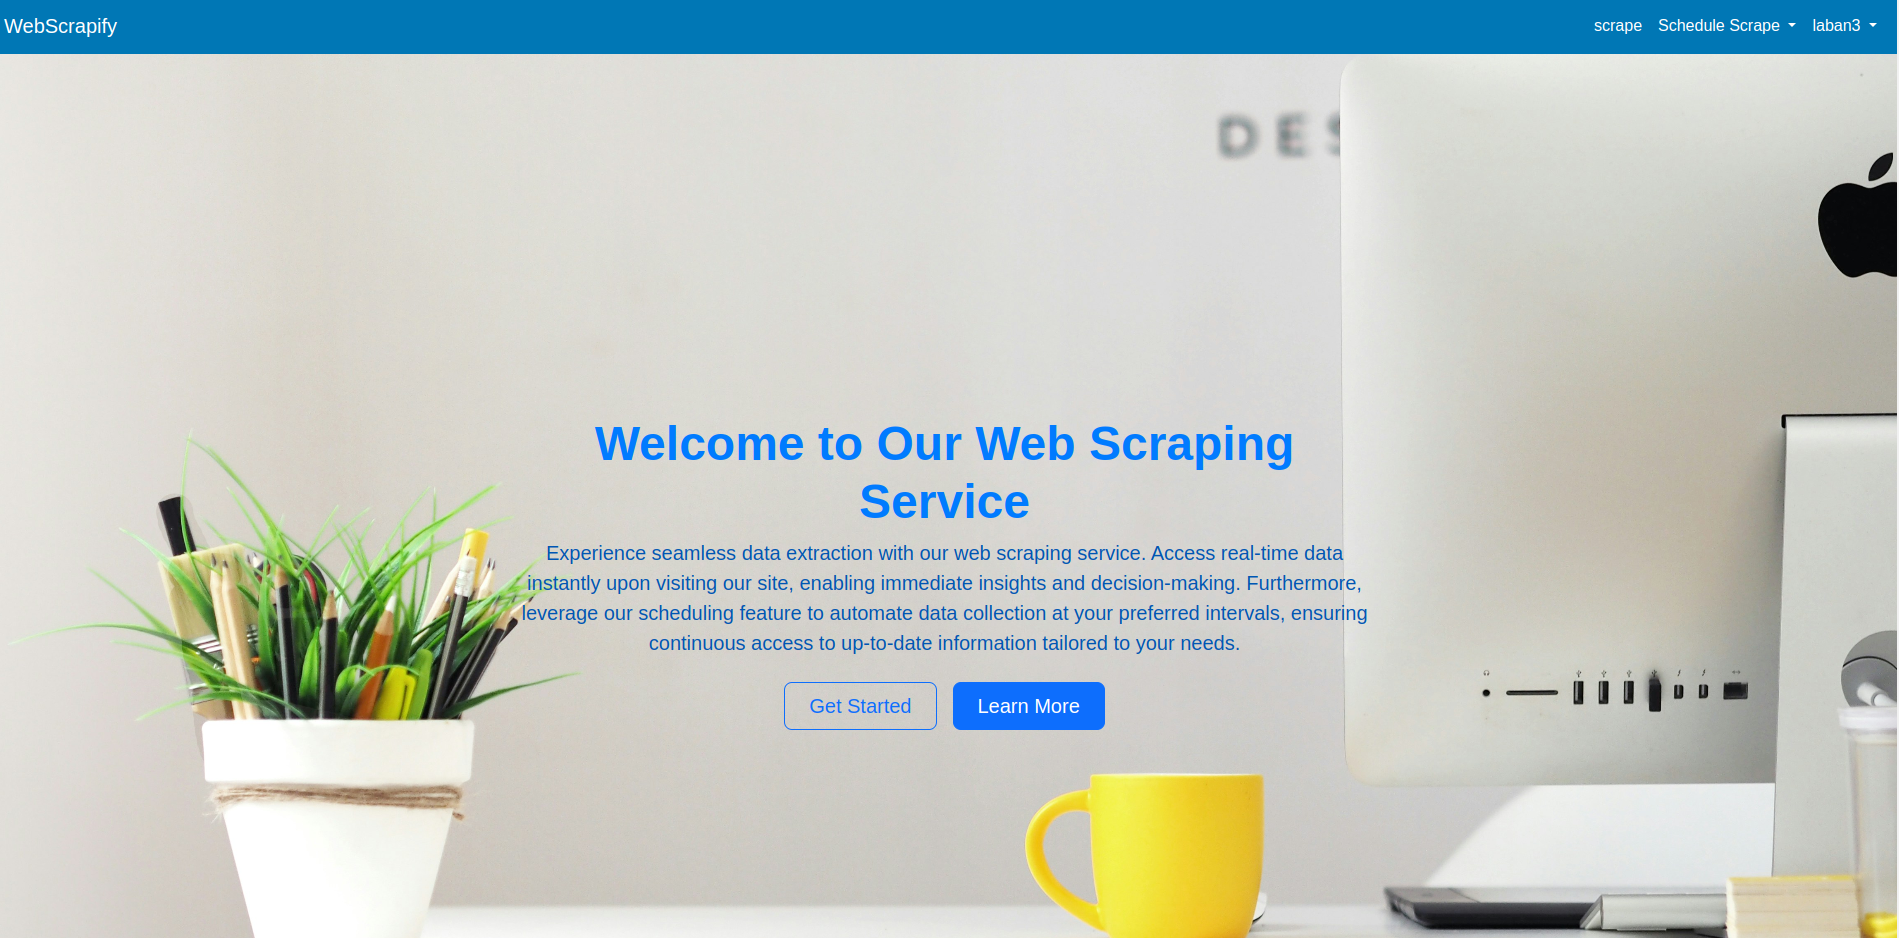 WebScrapify
scrape Schedule Scrape laban3
DES
Welcome to Our Web Scraping
Service
Experience seamless data extraction with our web scraping service. Access real-time data
instantly upon visiting our site, enabling immediate insights and decision-making. Furthermore,
leverage our scheduling feature to automate data collection at your preferred intervals, ensuring
continuous access to up-to-date information tailored to your needs.
Get Started Learn More